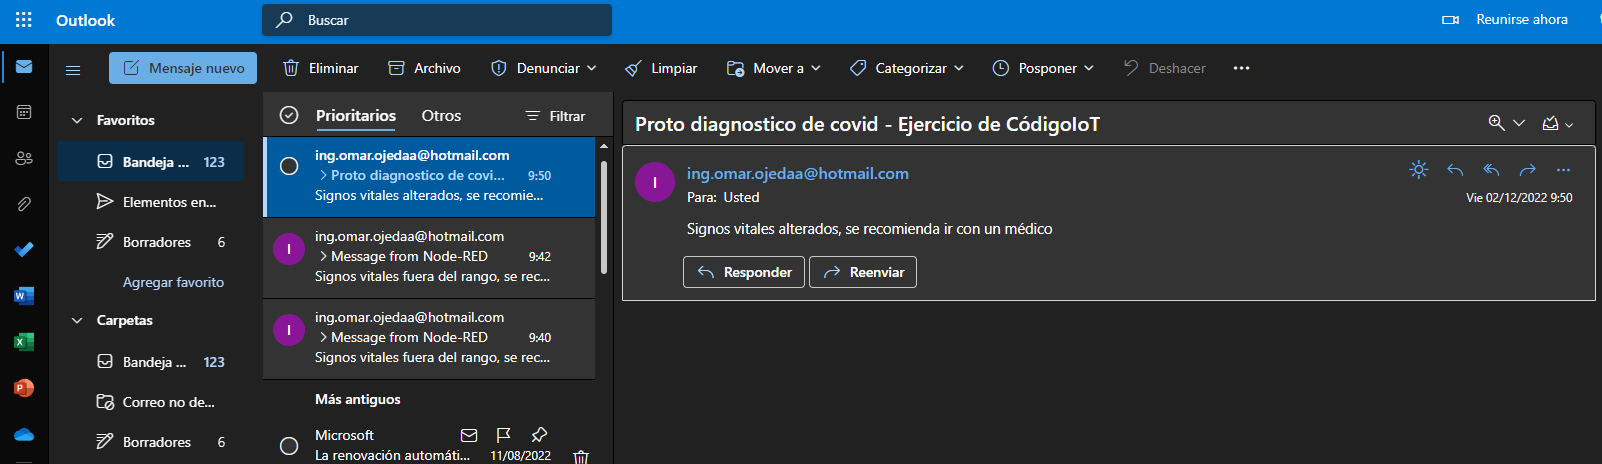 Outlook
Buscar
Reunirse ahora
Mensaje nuevo
Eliminar
Archivo
Denunciar
Limpiar
Mover a
Categorizar
Posponer
Deshacer
Favoritos
Bandeja ... 123
Elementos en...
Borradores 6
Agregar favorito
Carpetas
Bandeja ... 123
Correo no de...
Borradores 6
Prioritarios
Otros
Filtrar
ing.omar.ojedaa@hotmail.com
Proto diagnostico de covi... 9:50
Signos vitales alterados, se recomie...
I
ing.omar.ojedaa@hotmail.com
Message from Node-RED 9:42
Signos vitales fuera del rango, se rec...
I
ing.omar.ojedaa@hotmail.com
Message from Node-RED 9:40
Signos vitales fuera del rango, se rec...
Más antiguos
Microsoft
La renovación automáti... 11/08/2022
Proto diagnostico de covid - Ejercicio de CódigoIoT
I
ing.omar.ojedaa@hotmail.com
Para: Usted
Vie 02/12/2022 9:50
Signos vitales alterados, se recomienda ir con un médico
Responder
Reenviar